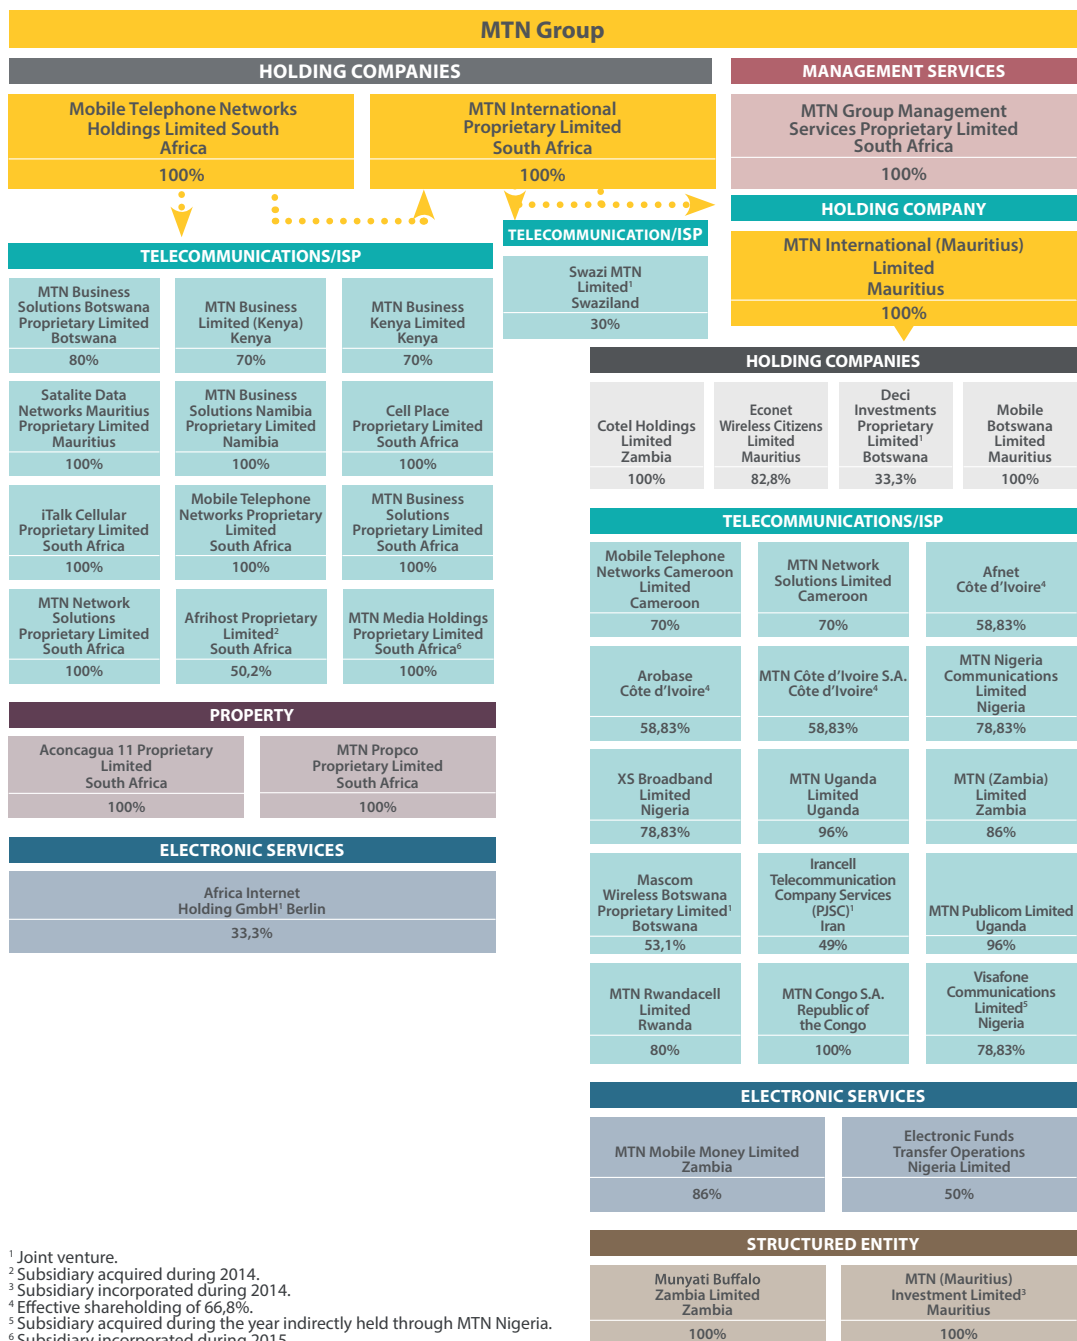 MTN Group
HOLDING COMPANIES
Mobile Telephone Networks
Holdings Limited South
Africa
100%
MTN International
Proprietary Limited
South Africa
100%
MANAGEMENT SERVICES
MTN Group Management
Services Proprietary Limited
South Africa
100%
TELECOMMUNICATIONS/ISP
MTN Business
Solutions Botswana
Proprietary Limited
Botswana
80%
MTN Business
Limited (Kenya)
Kenya
70%
MTN Business
Kenya Limited
Kenya
70%
Satalite Data
Networks Mauritius
Proprietary Limited
Mauritius
100%
MTN Business
Solutions Namibia
Proprietary Limited
Namibia
100%
Cell Place
Proprietary Limited
South Africa
100%
iTalk Cellular
Proprietary Limited
South Africa
100%
Mobile Telephone
Networks Proprietary
Limited
South Africa
100%
MTN Business
Solutions
Proprietary Limited
South Africa
100%
MTN Network
Solutions
Proprietary Limited
South Africa
100%
Afrihost Proprietary
Limited²
South Africa
50,2%
MTN Media Holdings
Proprietary Limited
South Africa⁶
100%
PROPERTY
Aconcagua 11 Proprietary
Limited
South Africa
100%
MTN Propco
Proprietary Limited
South Africa
100%
ELECTRONIC SERVICES
Africa Internet
Holding GmbH¹ Berlin
33,3%
TELECOMMUNICATION/ISP
Swazi MTN
Limited¹
Swaziland
30%
HOLDING COMPANY
MTN International (Mauritius)
Limited
Mauritius
100%
HOLDING COMPANIES
Cotel Holdings
Limited
Zambia
100%
Econet
Wireless Citizens
Limited
Mauritius
82,8%
Deci
Investments
Proprietary
Limited¹
Botswana
33,3%
Mobile
Botswana
Limited
Mauritius
100%
TELECOMMUNICATIONS/ISP
Mobile Telephone
Networks Cameroon
Limited
Cameroon
70%
MTN Network
Solutions Limited
Cameroon
70%
Afnet
Côte d’Ivoire⁴
58,83%
Arobase
Côte d’Ivoire⁴
58,83%
MTN Côte d’Ivoire S.A.
Côte d’Ivoire⁴
58,83%
MTN Nigeria
Communications
Limited
Nigeria
78,83%
XS Broadband
Limited
Nigeria
78,83%
MTN Uganda
Limited
Uganda
96%
MTN (Zambia)
Limited
Zambia
86%
Mascom
Wireless Botswana
Proprietary Limited¹
Botswana
53,1%
Irancell
Telecommunication
Company Services
(PJSC)¹
Iran
49%
MTN Publicom Limited
Uganda
96%
MTN Rwandacell
Limited
Rwanda
80%
MTN Congo S.A.
Republic of
the Congo
100%
Visafone
Communications
Limited⁵
Nigeria
78,83%
ELECTRONIC SERVICES
MTN Mobile Money Limited
Zambia
86%
Electronic Funds
Transfer Operations
Nigeria Limited
50%
STRUCTURED ENTITY
Munyati Buffalo
Zambia Limited
Zambia
100%
MTN (Mauritius)
Investment Limited³
Mauritius
100%
¹ Joint venture.
² Subsidiary acquired during 2014.
³ Subsidiary incorporated during 2014.
⁴ Effective shareholding of 66,8%.
⁵ Subsidiary acquired during the year indirectly held through MTN Nigeria.
⁶ Subsidiary incorporated during 2015.